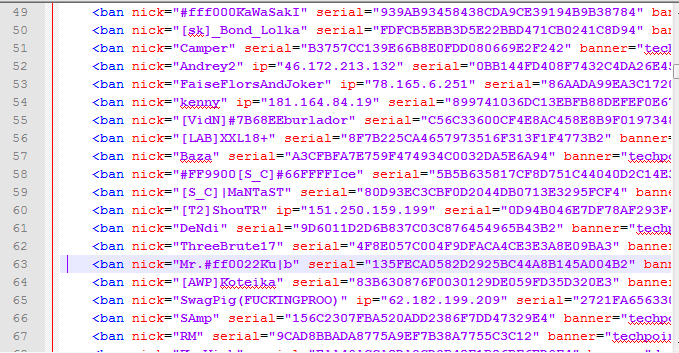 49 <ban nick="#fff000KaWaSakI" serial="939AB93458438CDA9CE39194B9B38784" ban
50 <ban nick="[sk]_Bond_Lolka" serial="FDFCB5EBB3D5E22BBD471CB0241C8D94" ban
51 <ban nick="Camper" serial="B3757CC139E66B8E0FDD080669E2F242" banner="tech
52 <ban nick="Andrey2" ip="46.172.213.132" serial="0BB144FD408F7432C4DA26E45
53 <ban nick="FaiseFlorsAndJoker" ip="78.165.6.251" serial="86AADA99EA3C1720
54 <ban nick="kenny" ip="181.164.84.19" serial="899741036DC13EBFB88DEFEF0E67
55 <ban nick="[VidN]#7B68EEburlador" serial="C56C33600CF4E8AC458E8B9F0197348
56 <ban nick="[LAB]XXL18+" serial="8F7B225CA4657973516F313F1F4773B2" banner=
57 <ban nick="Baza" serial="A3CFBFA7E759F474934C0032DA5E6A94" banner="techpo
58 <ban nick="#FF9900[S_C]#66FFFFIce" serial="5B5B635817CF8D751C44040D2C14E3
59 <ban nick="[S_C]|MaNTaST" serial="80D93EC3CBF0D2044DB0713E3295FCF4" banne
60 <ban nick="[T2]ShouTR" ip="151.250.159.199" serial="0D94B046E7DF78AF293F4
61 <ban nick="DeNdi" serial="9D6011D2D6B837C03C876454965B43B2" banner="techp
62 <ban nick="ThreeBrute17" serial="4F8E057C004F9DFACA4CE3E3A8E09BA3" banner
63 <ban nick="Mr.#ff0022Ku|b" serial="135FECA0582D2925BC44A8B145A004B2" bann
64 <ban nick="[AWP]Koteika" serial="83B630876F0030129DE059FD35D320E3" banner
65 <ban nick="SwagPig(FUCKINGPROO)" ip="62.182.199.209" serial="2721FA656330
66 <ban nick="SAmp" serial="156C2307FBA520ADD2386F7DD47329E4" banner="techpo
67 <ban nick="RM" serial="9CAD8BBADA8775A9EF7B38A7755C3C12" banner="techpoin